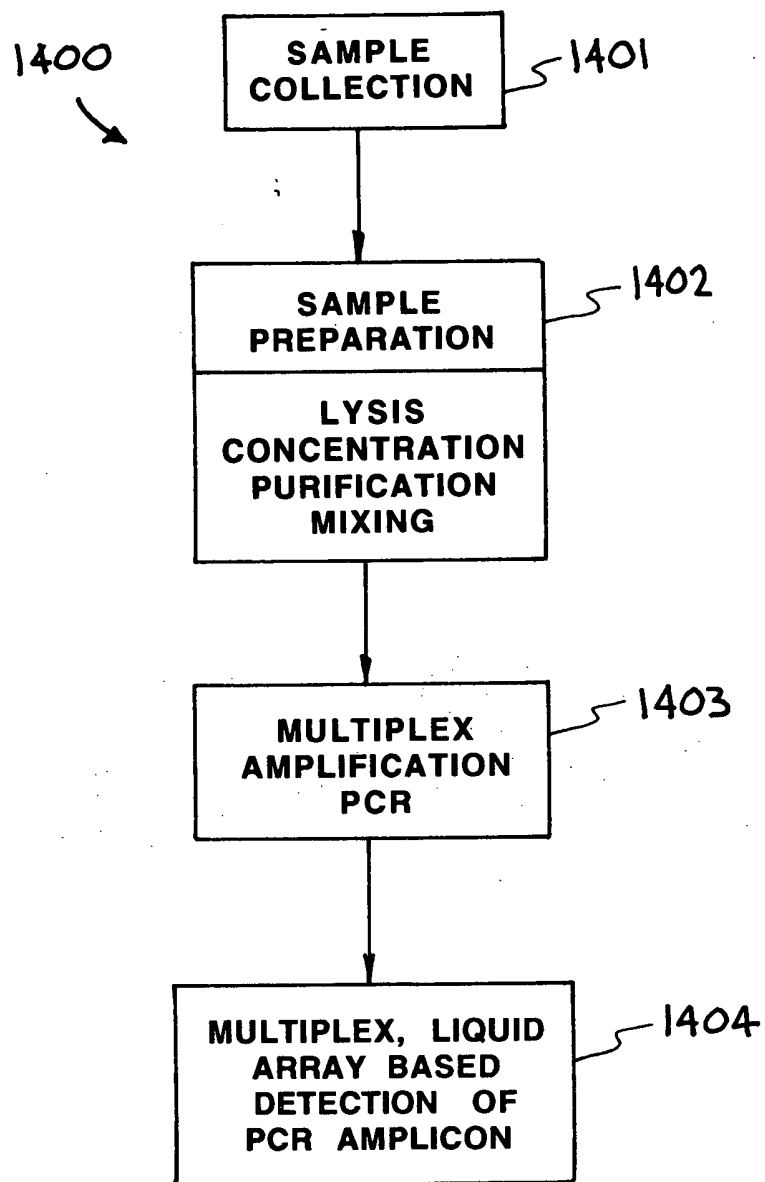 1400
SAMPLE
COLLECTION
1401
SAMPLE
PREPARATION
1402
LYSIS
CONCENTRATION
PURIFICATION
MIXING
MULTIPLEX
AMPLIFICATION
PCR
1403
MULTIPLEX, LIQUID
ARRAY BASED
DETECTION OF
PCR AMPLICON
1404